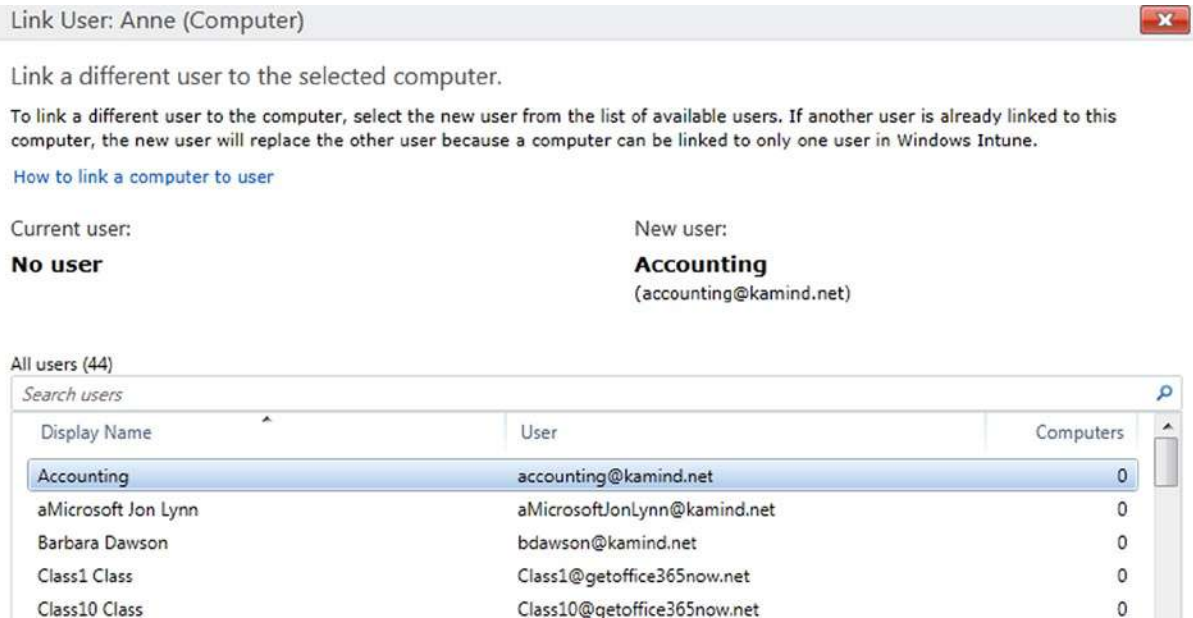 Link User: Anne (Computer)
Link a different user to the selected computer.
To link a different user to the computer, select the new user from the list of available users. If another user is already linked to this
computer, the new user will replace the other user because a computer can be linked to only one user in Windows Intune.
How to link a computer to user
Current user: New user:
No user Accounting
(accounting@kamind.net)
All users (44)
Search users
Display Name User Computers
Accounting accounting@kamind.net 0
aMicrosoft Jon Lynn aMicrosoftJonLynn@kamind.net 0
Barbara Dawson bdawson@kamind.net 0
Class1 Class Class1@getoffice365now.net 0
Class10 Class Class10@getoffice365now.net 0